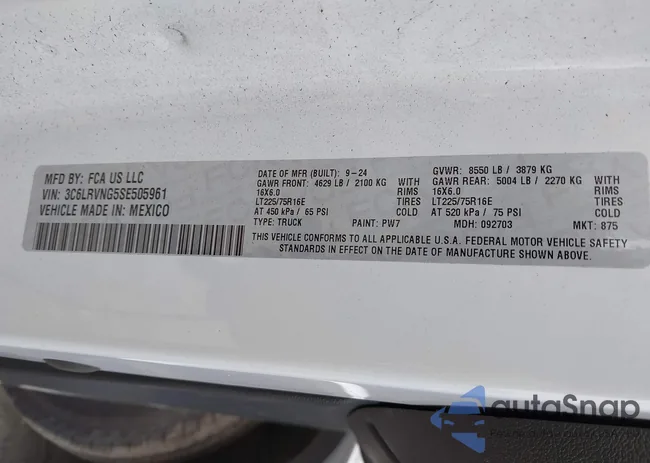 MFD BY: FCA US LLC
VIN: 3C6LRVNG5SE505961
VEHICLE MADE IN: MEXICO
DATE OF MFR (BUILT): 9-24
GVWR: 8550 LB / 3879 KG
GAWR FRONT: 4629 LB / 2100 KG WITH
16X6.0 RIMS
LT225/75R16E TIRES
AT 450 kPa / 65 PSI COLD
GAWR REAR: 5004 LB / 2270 KG WITH
16X6.0 RIMS
LT225/75R16E TIRES
AT 520 kPa / 75 PSI COLD
TYPE: TRUCK PAINT: PW7 MDH: 092703 MKT: 875
THIS VEHICLE CONFORMS TO ALL APPLICABLE U.S.A. FEDERAL MOTOR VEHICLE SAFETY
STANDARDS IN EFFECT ON THE DATE OF MANUFACTURE SHOWN ABOVE.
autaSnap